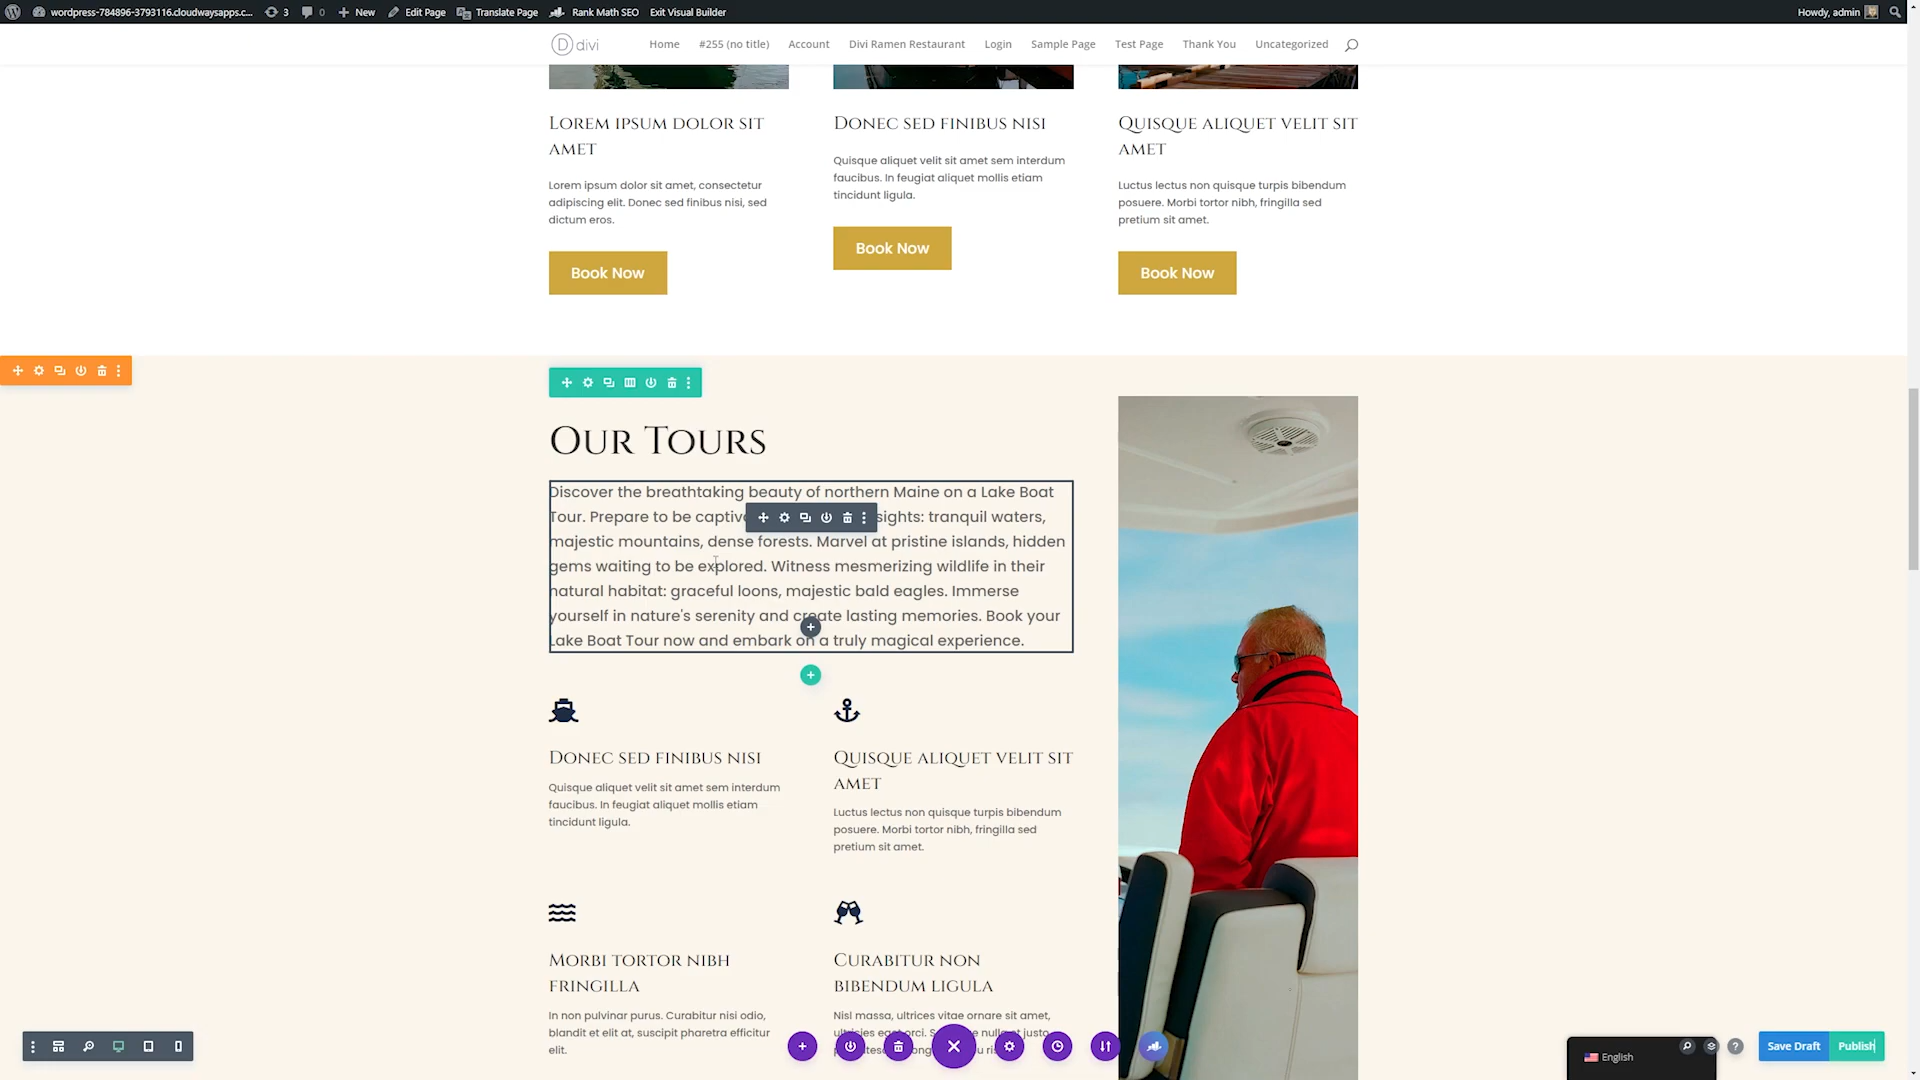 wordpress-784896-3793116.cloudwaysapps.c... 3 0 New Edit Page Translate Page Rank Math SEO Exit Visual Builder Howdy, admin
D divi Home #255 (no title) Account Divi Ramen Restaurant Login Sample Page Test Page Thank You Uncategorized
Lorem ipsum dolor sit
amet
Lorem ipsum dolor sit amet, consectetur
adipiscing elit. Donec sed finibus nisi, sed
dictum eros.
Book Now
Donec sed finibus nisi
Quisque aliquet velit sit amet sem interdum
faucibus. In feugiat aliquet mollis etiam
tincidunt ligula.
Book Now
Quisque aliquet velit sit
amet
Luctus lectus non quisque turpis bibendum
posuere. Morbi tortor nibh, fringilla sed
pretium sit amet.
Book Now
Our Tours
Discover the breathtaking beauty of northern Maine on a Lake Boat
Tour. Prepare to be sights: tranquil waters,
majestic mountains, dense forests. Marvel at pristine islands, hidden
gems waiting to be explored. Witness mesmerizing wildlife in their
natural habitat: graceful loons, majestic bald eagles. Immerse
yourself in nature's serenity and create lasting memories. Book your
Lake Boat Tour now and embark on a truly magical experience.
Donec sed finibus nisi
Quisque aliquet velit sit amet sem interdum
faucibus. In feugiat aliquet mollis etiam
tincidunt ligula.
Quisque aliquet velit sit
amet
Luctus lectus non quisque turpis bibendum
posuere. Morbi tortor nibh, fringilla sed
pretium sit amet.
Morbi tortor nibh
fringilla
In non pulvinar purus. Curabitur nisi odio,
blandit et elit at, suscipit pharetra efficitur
elit.
Curabitur non
bibendum ligula
Nisl massa, ultrices vitae ornare sit amet,
ultricies eget orci. justo
English
Save Draft Publish